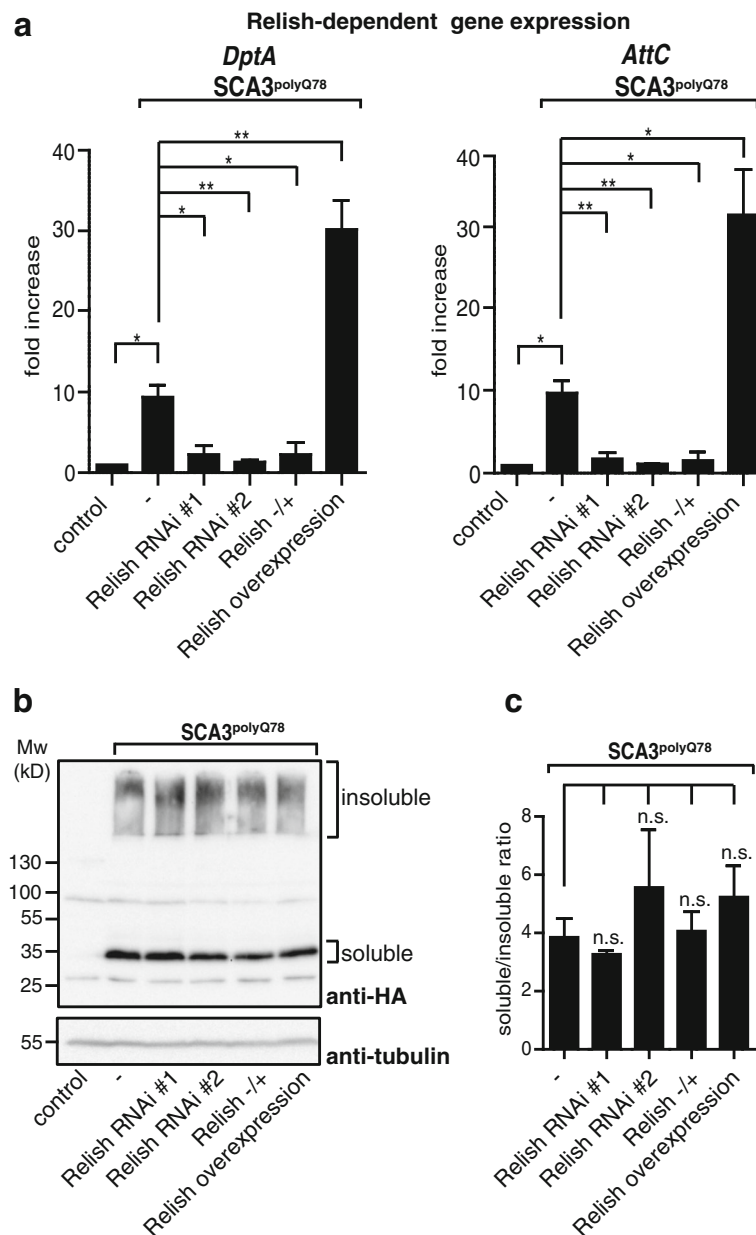 a
Relish-dependent gene expression
DptA
SCA3polyQ78
fold increase
40
30
20
10
0
**
*
**
*
*
control
-
Relish RNAi #1
Relish RNAi #2
Relish -/+
Relish overexpression
AttC
SCA3polyQ78
fold increase
40
30
20
10
0
*
*
**
**
*
control
-
Relish RNAi #1
Relish RNAi #2
Relish -/+
Relish overexpression
b
SCA3polyQ78
Mw
(kD)
130
100
55
35
25
insoluble
soluble
anti-HA
55
anti-tubulin
control
-
Relish RNAi #1
Relish RNAi #2
Relish -/+
Relish overexpression
c
SCA3polyQ78
soluble/insoluble ratio
8
6
4
2
0
n.s.
n.s.
n.s.
n.s.
-
Relish RNAi #1
Relish RNAi #2
Relish -/+
Relish overexpression